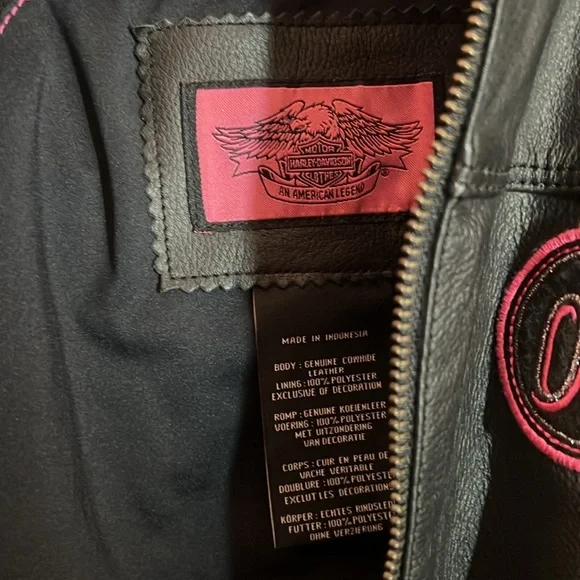 MOTOR
HARLEY-DAVIDSON
CLOTHES
AN AMERICAN LEGEND
®
MADE IN INDONESIA
BODY : GENUINE COWHIDE
LEATHER
LINING : 100% POLYESTER
EXCLUSIVE OF DECORATION
ROMP : GENUINE KOEIENLEER
VOERING : 100% POLYESTER
MET UITZONDERING
VAN DECORATIE
CORPS : CUIR EN PEAU DE
VACHE VERITABLE
DOUBLURE : 100% POLYESTE
EXCLUT LES DECORATIONS
KÖRPER : ECHTES RINDSLED
FUTTER : 100% POLYEST
OHNE VERZIERUNG